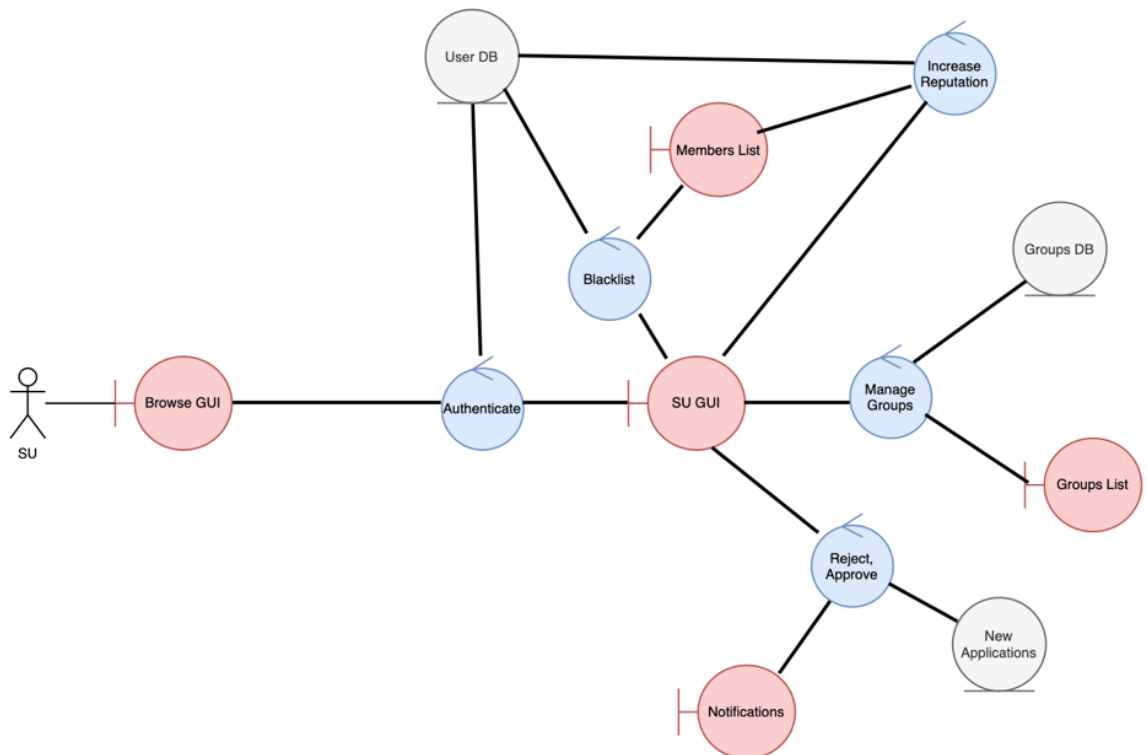 User DB
Increase
Reputation
Members List
Groups DB
Blacklist
Browse GUI
Authenticate
SU GUI
Manage
Groups
SU
Groups List
Reject,
Approve
New
Applications
Notifications